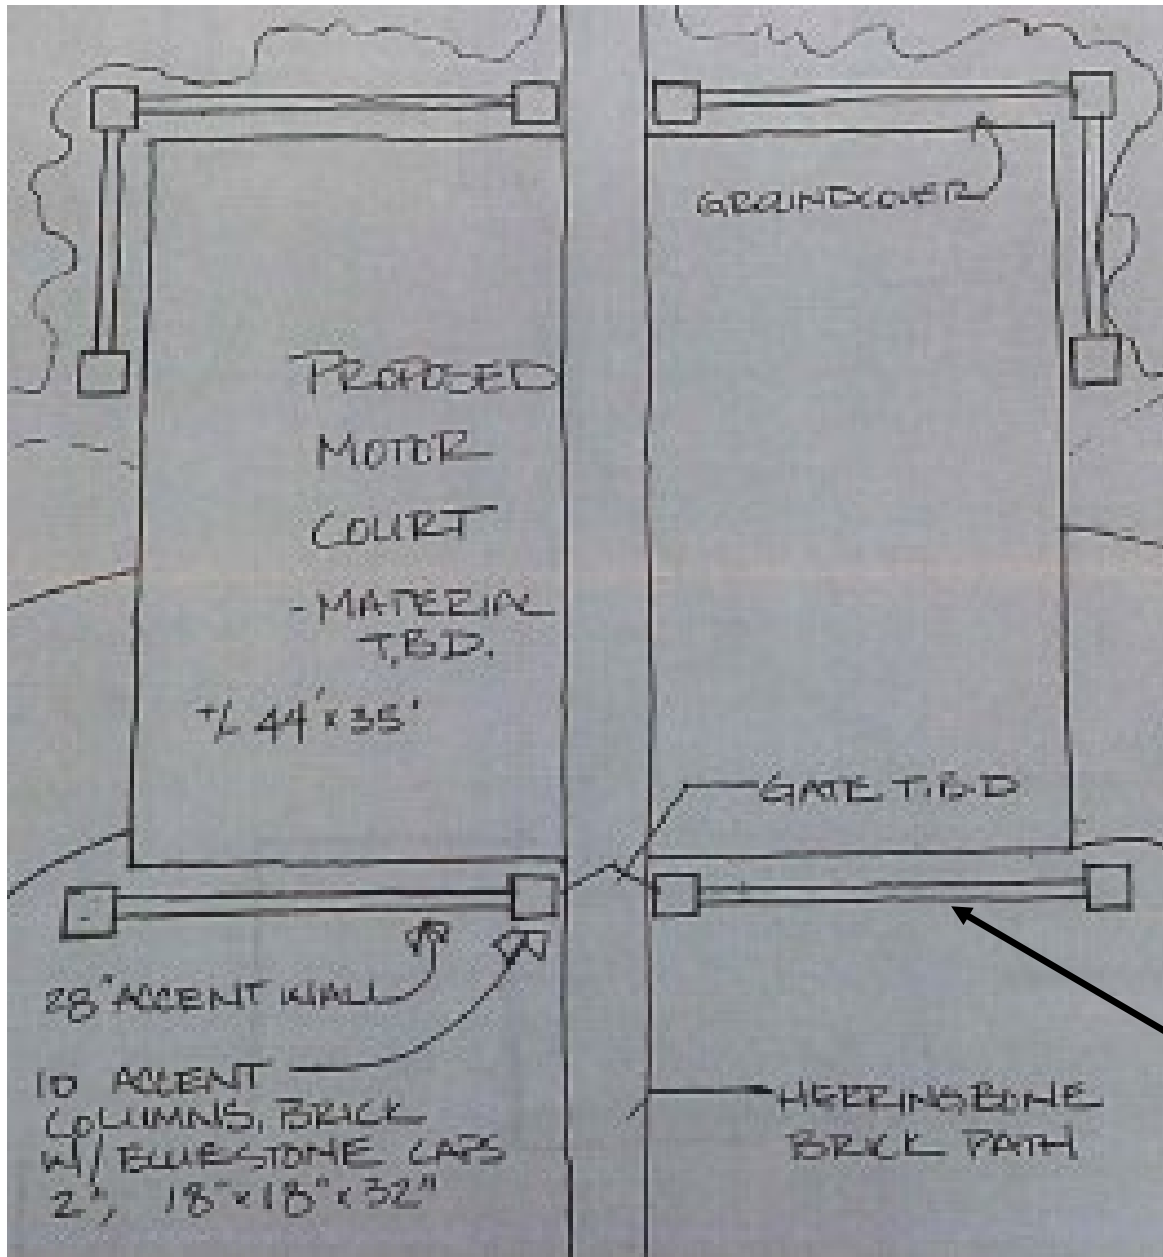 GROUNDCOVER
PROPOSED
MOTOR
COURT
- MATERIAL
T.B.D.
+/- 44' x 35'
GATE T.B.D
28" ACCENT WALL
10 ACCENT
COLUMNS, BRICK
W/ BLUESTONE CAPS
2", 18" x 18" x 32"
HERRINGBONE
BRICK PATH